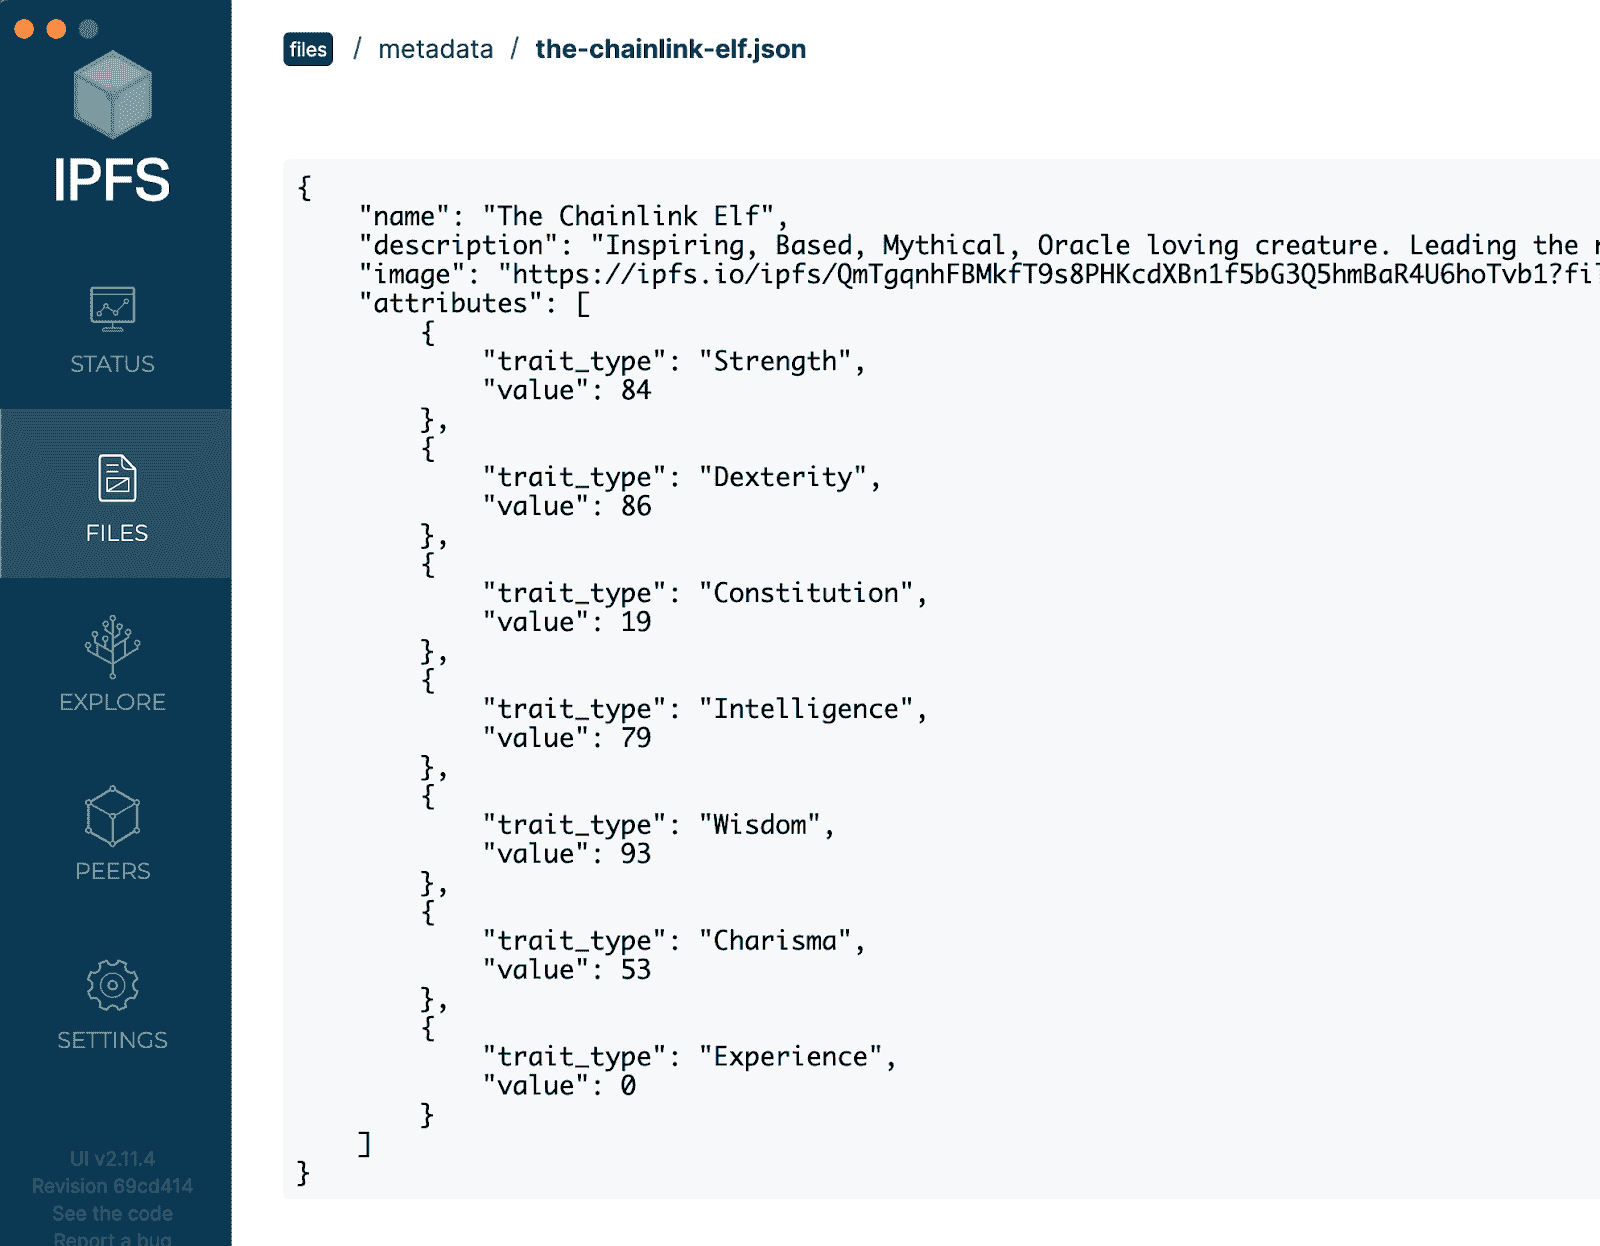 IPFS
STATUS
FILES
EXPLORE
PEERS
SETTINGS
UI v2.11.4
Revision 69cd414
See the code
Report a bug
files / metadata / the-chainlink-elf.json
{
    "name": "The Chainlink Elf",
    "description": "Inspiring, Based, Mythical, Oracle loving creature. Leading the
    "image": "https://ipfs.io/ipfs/QmTgqnhFBMkfT9s8PHKcdXBn1f5bG3Q5hmBaR4U6hoTvb1?fi
    "attributes": [
        {
            "trait_type": "Strength",
            "value": 84
        },
        {
            "trait_type": "Dexterity",
            "value": 86
        },
        {
            "trait_type": "Constitution",
            "value": 19
        },
        {
            "trait_type": "Intelligence",
            "value": 79
        },
        {
            "trait_type": "Wisdom",
            "value": 93
        },
        {
            "trait_type": "Charisma",
            "value": 53
        },
        {
            "trait_type": "Experience",
            "value": 0
        }
    ]
}